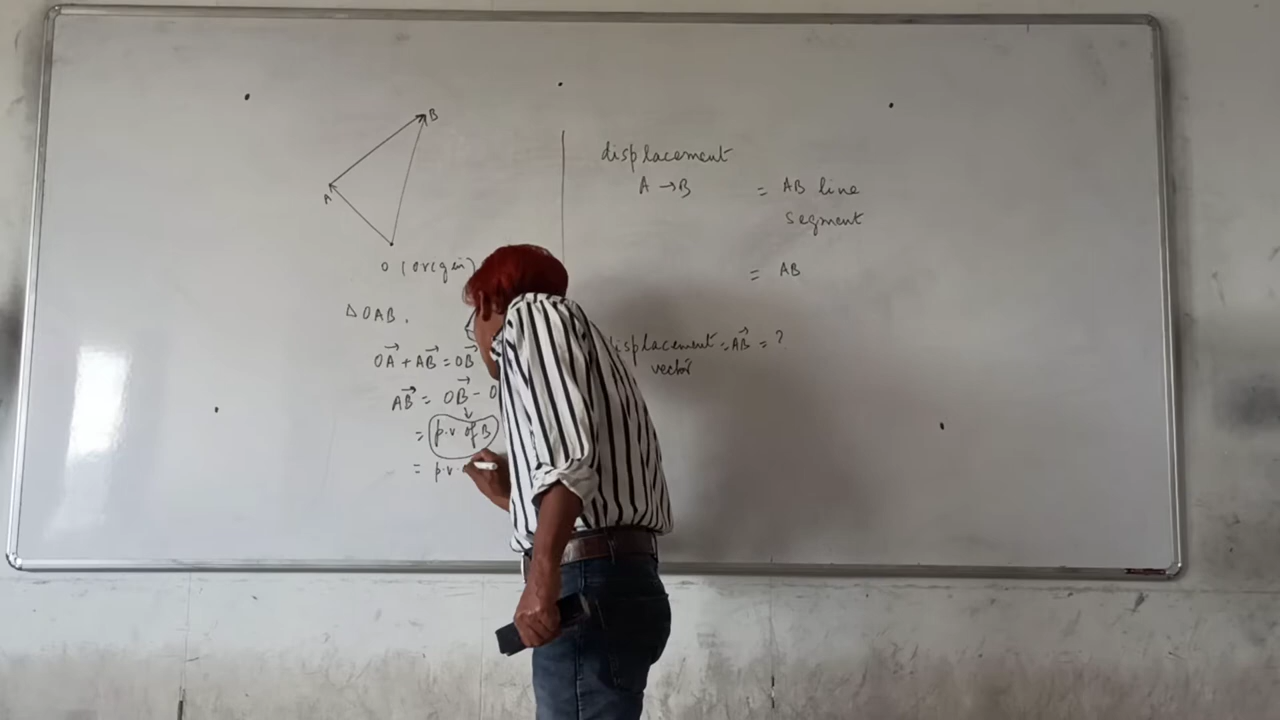 B
A
O (origin)
Δ OAB,
OA⃗ + AB⃗ = OB⃗
AB⃗ = OB⃗ - O
= p.v of B
= p.v.
displacement
A → B = AB line
segment
= AB
displacement = AB⃗ = ?
vector